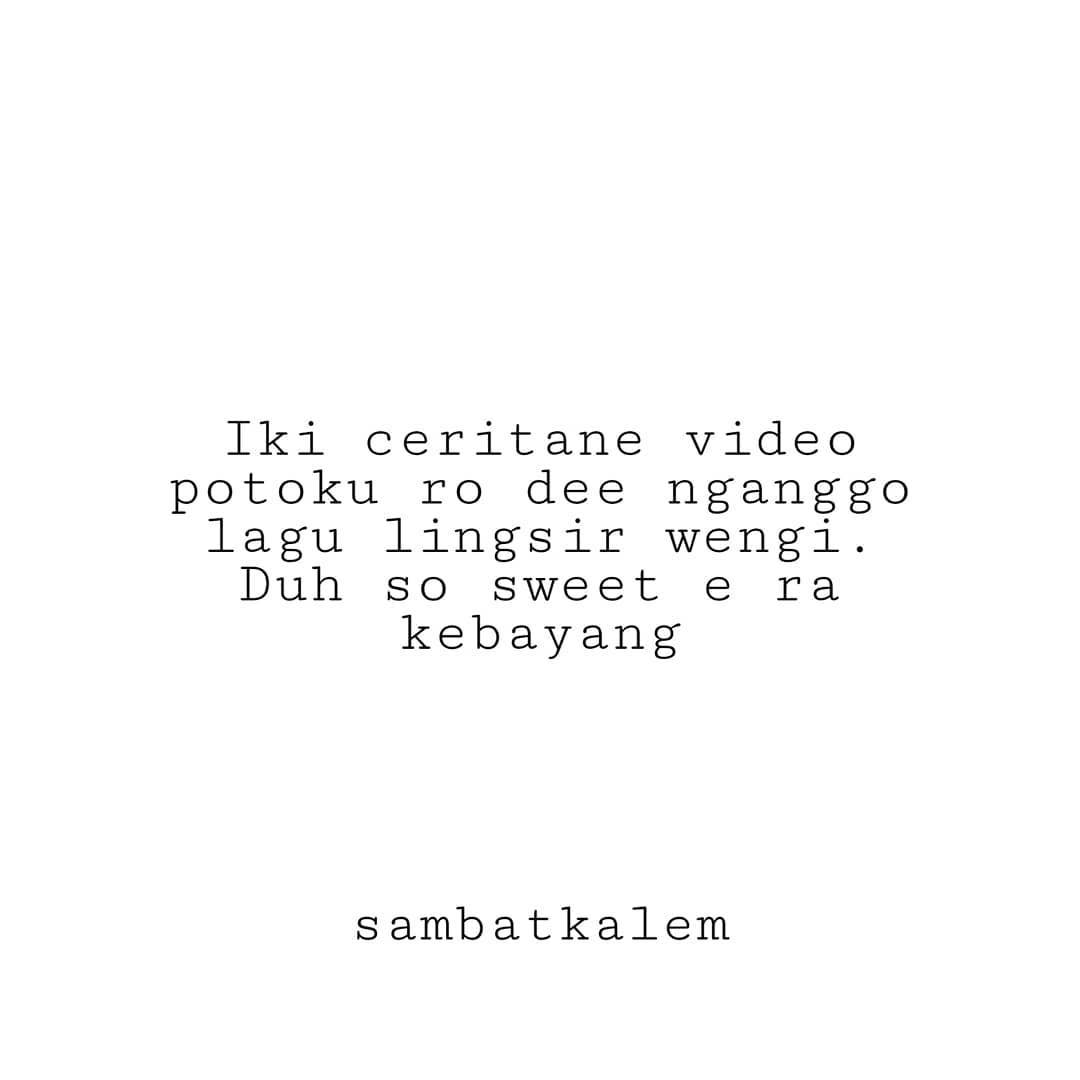 Iki ceritane video
potoku ro dee nganggo
lagu lingsir wengi.
Duh so sweet e ra
kebayang
sambatkalem